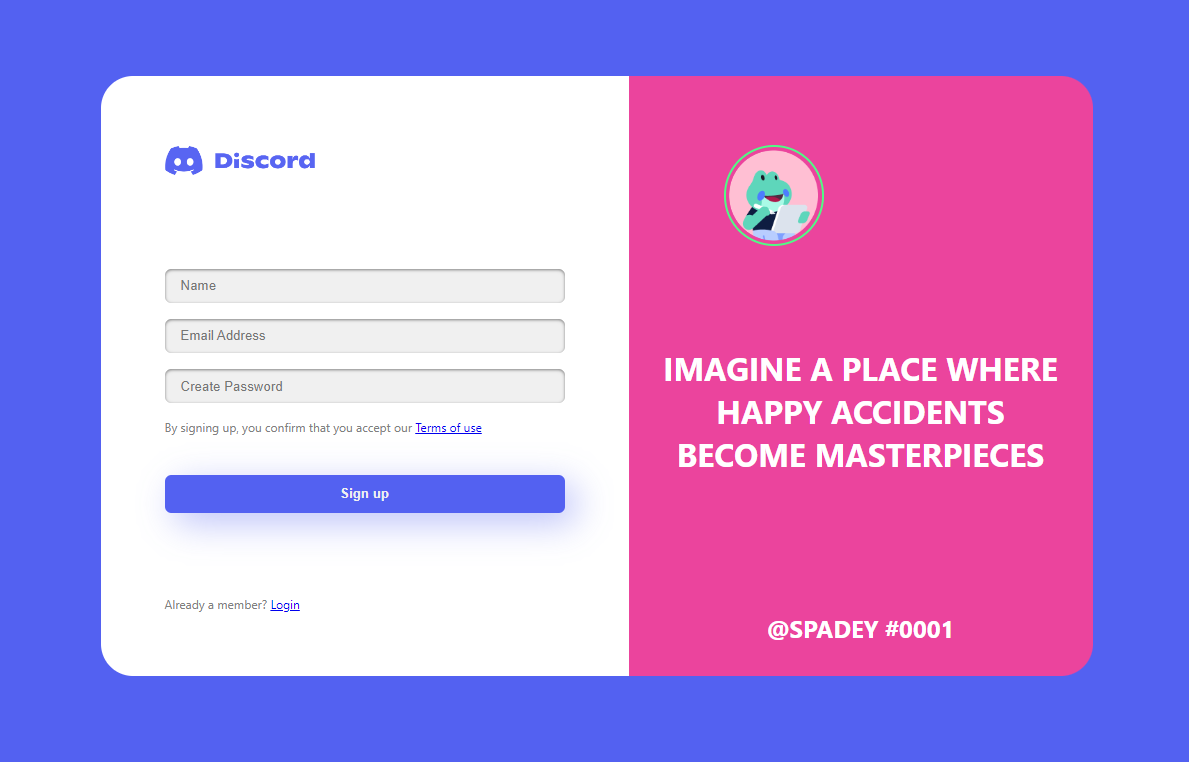 Discord
Name
Email Address
Create Password
By signing up, you confirm that you accept our Terms of use
Sign up
Already a member? Login
IMAGINE A PLACE WHERE
HAPPY ACCIDENTS
BECOME MASTERPIECES
@SPADEY #0001